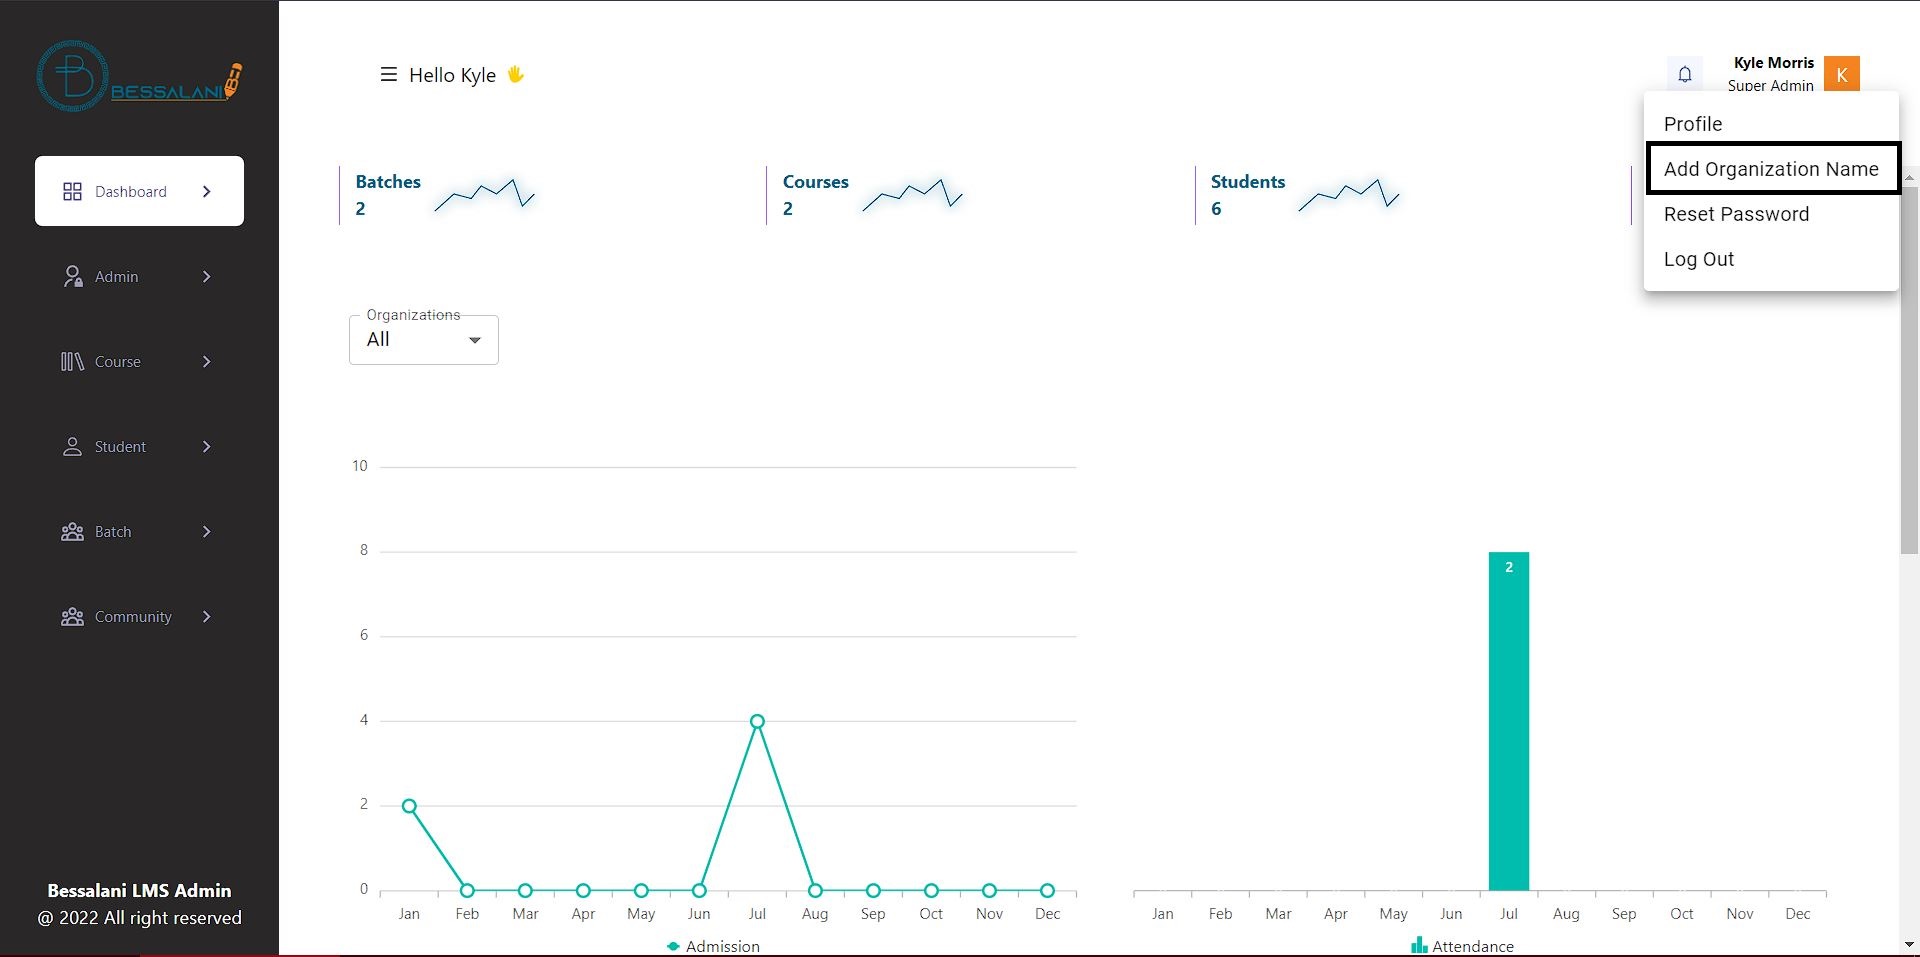 BESSALANI
Hello Kyle
Kyle Morris
Super Admin
K
Profile
Add Organization Name
Reset Password
Log Out
Dashboard
Admin
Course
Student
Batch
Community
Bessalani LMS Admin
@ 2022 All right reserved
Batches
2
Courses
2
Students
6
Organizations
All
10
8
6
4
2
0
Jan Feb Mar Apr May Jun Jul Aug Sep Oct Nov Dec
Admission
2
Jan Feb Mar Apr May Jun Jul Aug Sep Oct Nov Dec
Attendance